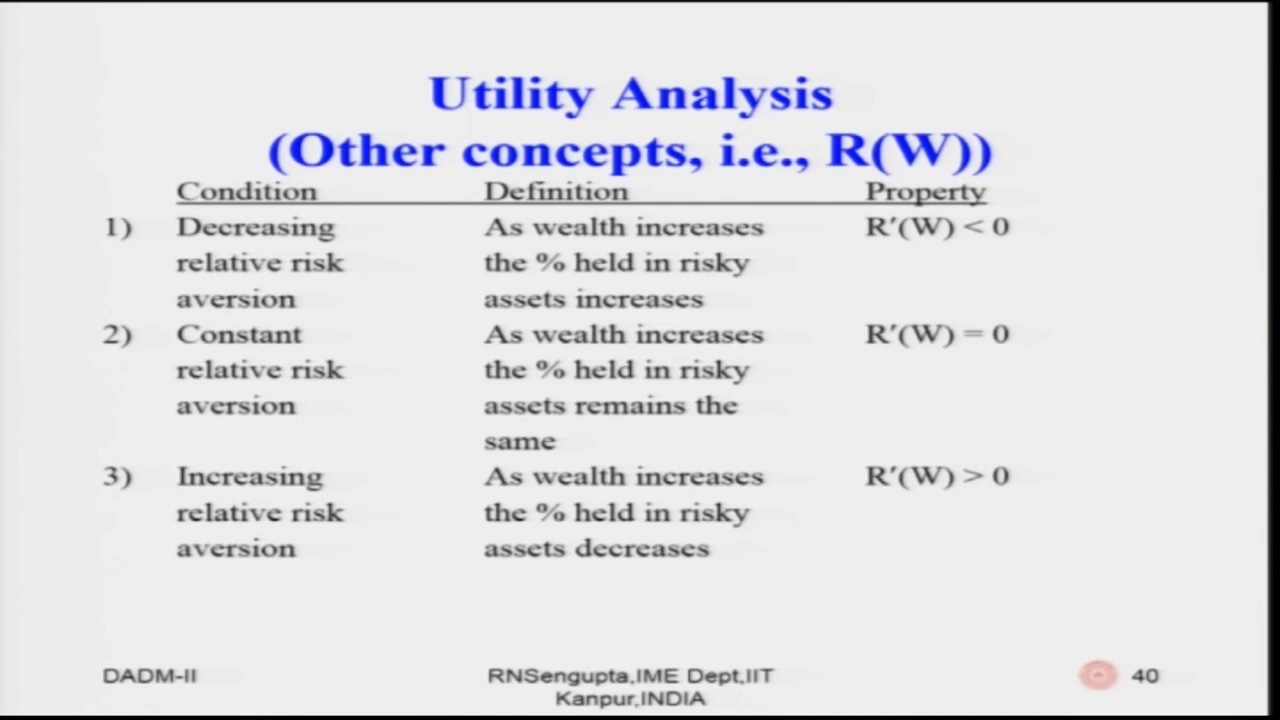 Utility Analysis
(Other concepts, i.e., R(W))
Condition Definition Property
1) Decreasing As wealth increases R′(W) < 0
relative risk the % held in risky
aversion assets increases
2) Constant As wealth increases R′(W) = 0
relative risk the % held in risky
aversion assets remains the
same
3) Increasing As wealth increases R′(W) > 0
relative risk the % held in risky
aversion assets decreases
DADM-II RNSengupta,IME Dept,IIT 40
Kanpur,INDIA